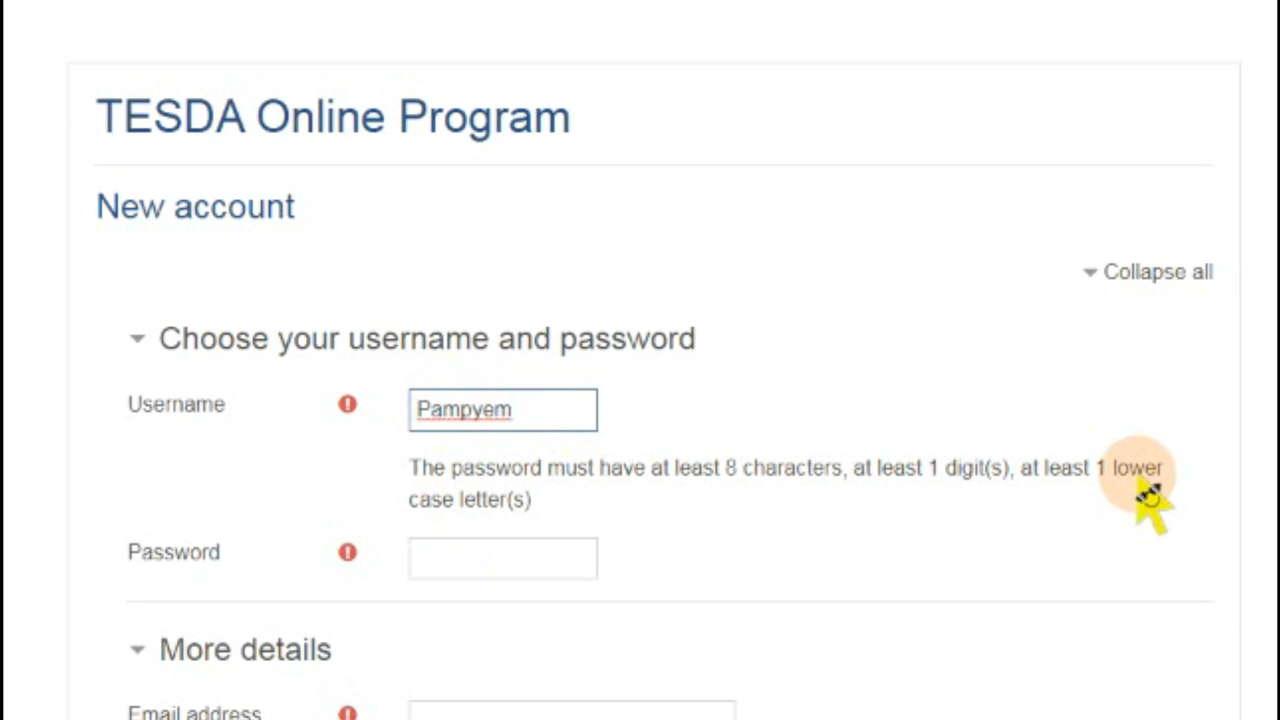 TESDA Online Program
New account
Collapse all
Choose your username and password
Username
Pampyem
The password must have at least 8 characters, at least 1 digit(s), at least 1 lower
case letter(s)
Password
More details
Email address